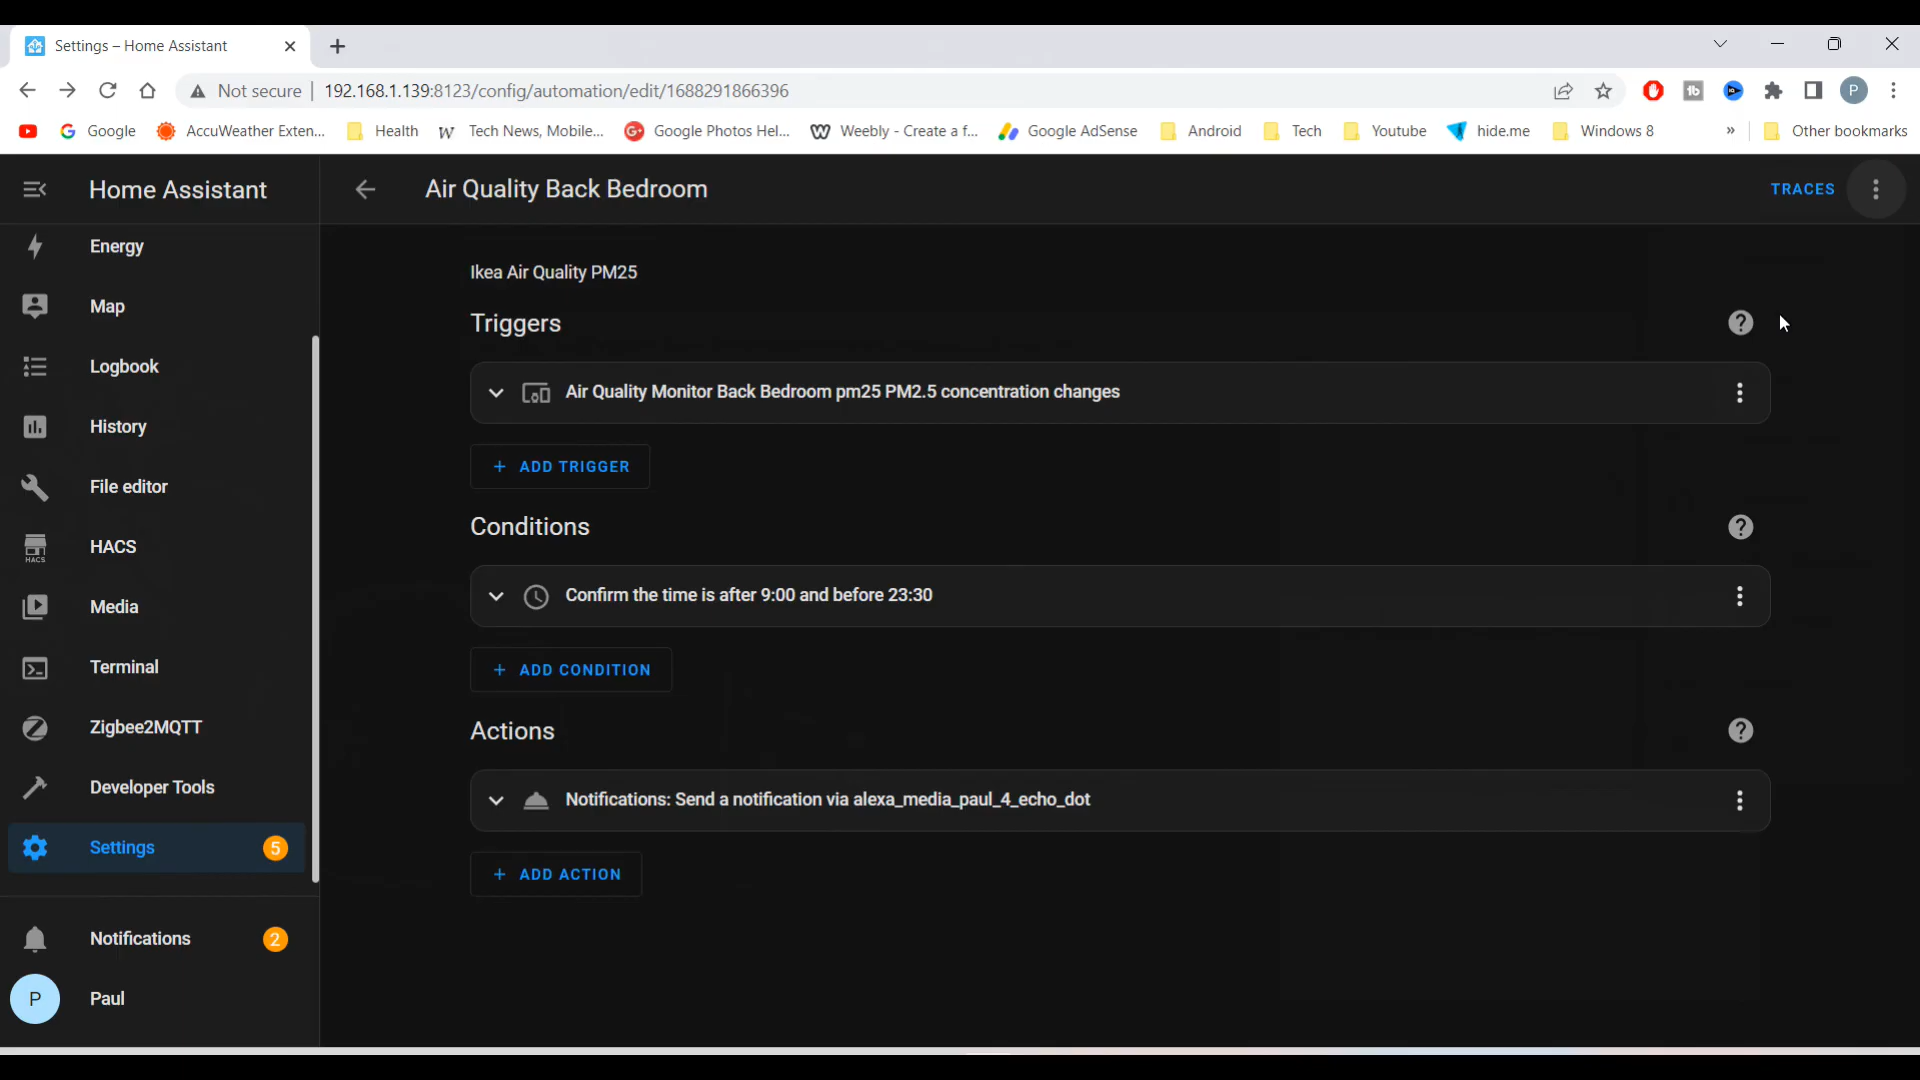 Settings – Home Assistant
Not secure 192.168.1.139:8123/config/automation/edit/1688291866396
Google AccuWeather Exten... Health Tech News, Mobile... Google Photos Hel... Weebly - Create a f... Google AdSense Android Tech Youtube hide.me Windows 8 » Other bookmarks
Home Assistant
Air Quality Back Bedroom
TRACES
Energy
Map
Logbook
History
File editor
HACS
HACS
Media
Terminal
Zigbee2MQTT
Developer Tools
Settings 5
Notifications 2
P Paul
Ikea Air Quality PM25
Triggers
Air Quality Monitor Back Bedroom pm25 PM2.5 concentration changes
+ ADD TRIGGER
Conditions
Confirm the time is after 9:00 and before 23:30
+ ADD CONDITION
Actions
Notifications: Send a notification via alexa_media_paul_4_echo_dot
+ ADD ACTION